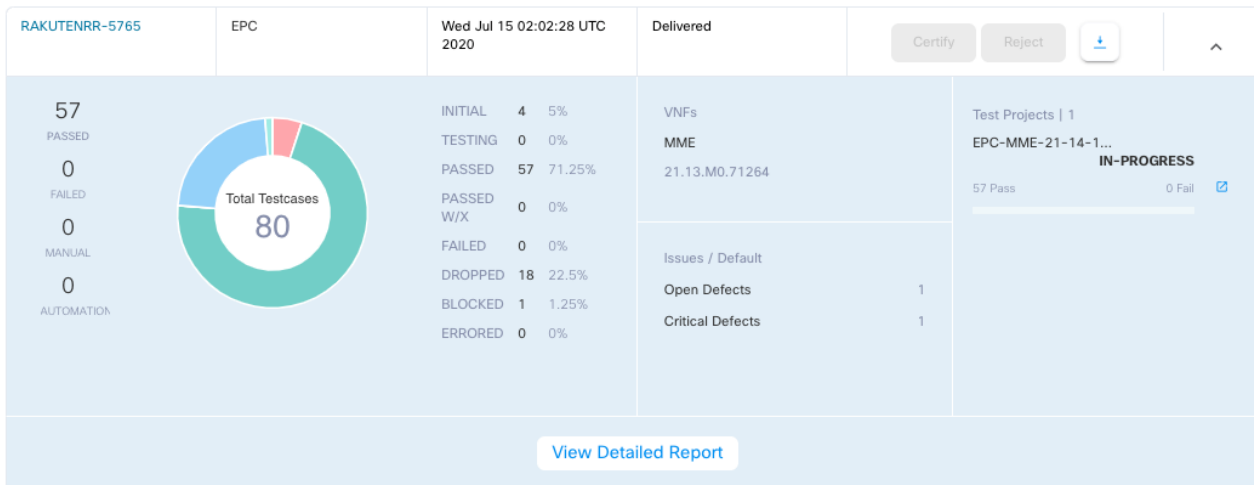 RAKUTENRR-5765
EPC
Wed Jul 15 02:02:28 UTC
2020
Delivered
Certify
Reject
57
PASSED
0
FAILED
0
MANUAL
0
AUTOMATION
Total Testcases
80
INITIAL 4 5%
TESTING 0 0%
PASSED 57 71.25%
PASSED
W/X 0 0%
FAILED 0 0%
DROPPED 18 22.5%
BLOCKED 1 1.25%
ERRORED 0 0%
VNFs
MME
21.13.M0.71264
Issues / Default
Open Defects 1
Critical Defects 1
Test Projects | 1
EPC-MME-21-14-1...
IN-PROGRESS
57 Pass 0 Fail
View Detailed Report